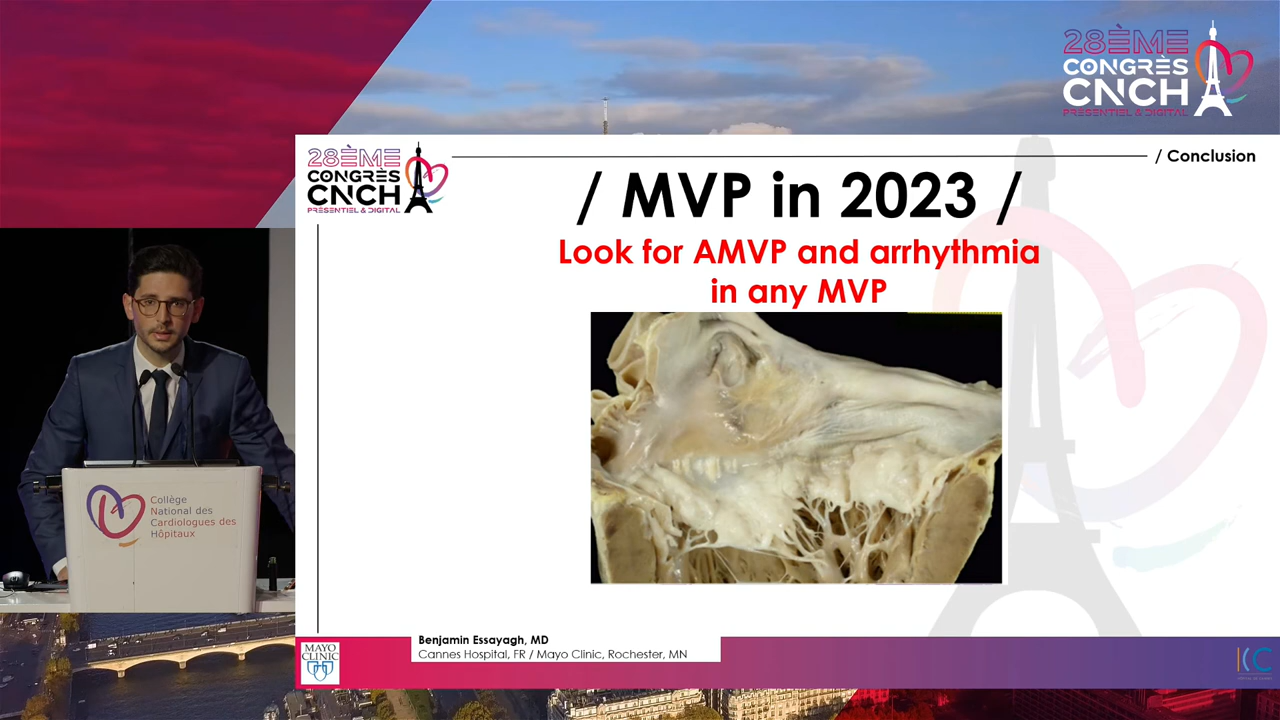 28ÈME
CONGRÈS
CNCH
PRÉSENTIEL & DIGITAL
28ÈME
CONGRÈS
CNCH
PRÉSENTIEL & DIGITAL
/ Conclusion
/ MVP in 2023 /
Look for AMVP and arrhythmia
in any MVP
Collège
National des
Cardiologues des
Hôpitaux
Benjamin Essayagh, MD
Cannes Hospital, FR / Mayo Clinic, Rochester, MN
MAYO
CLINIC